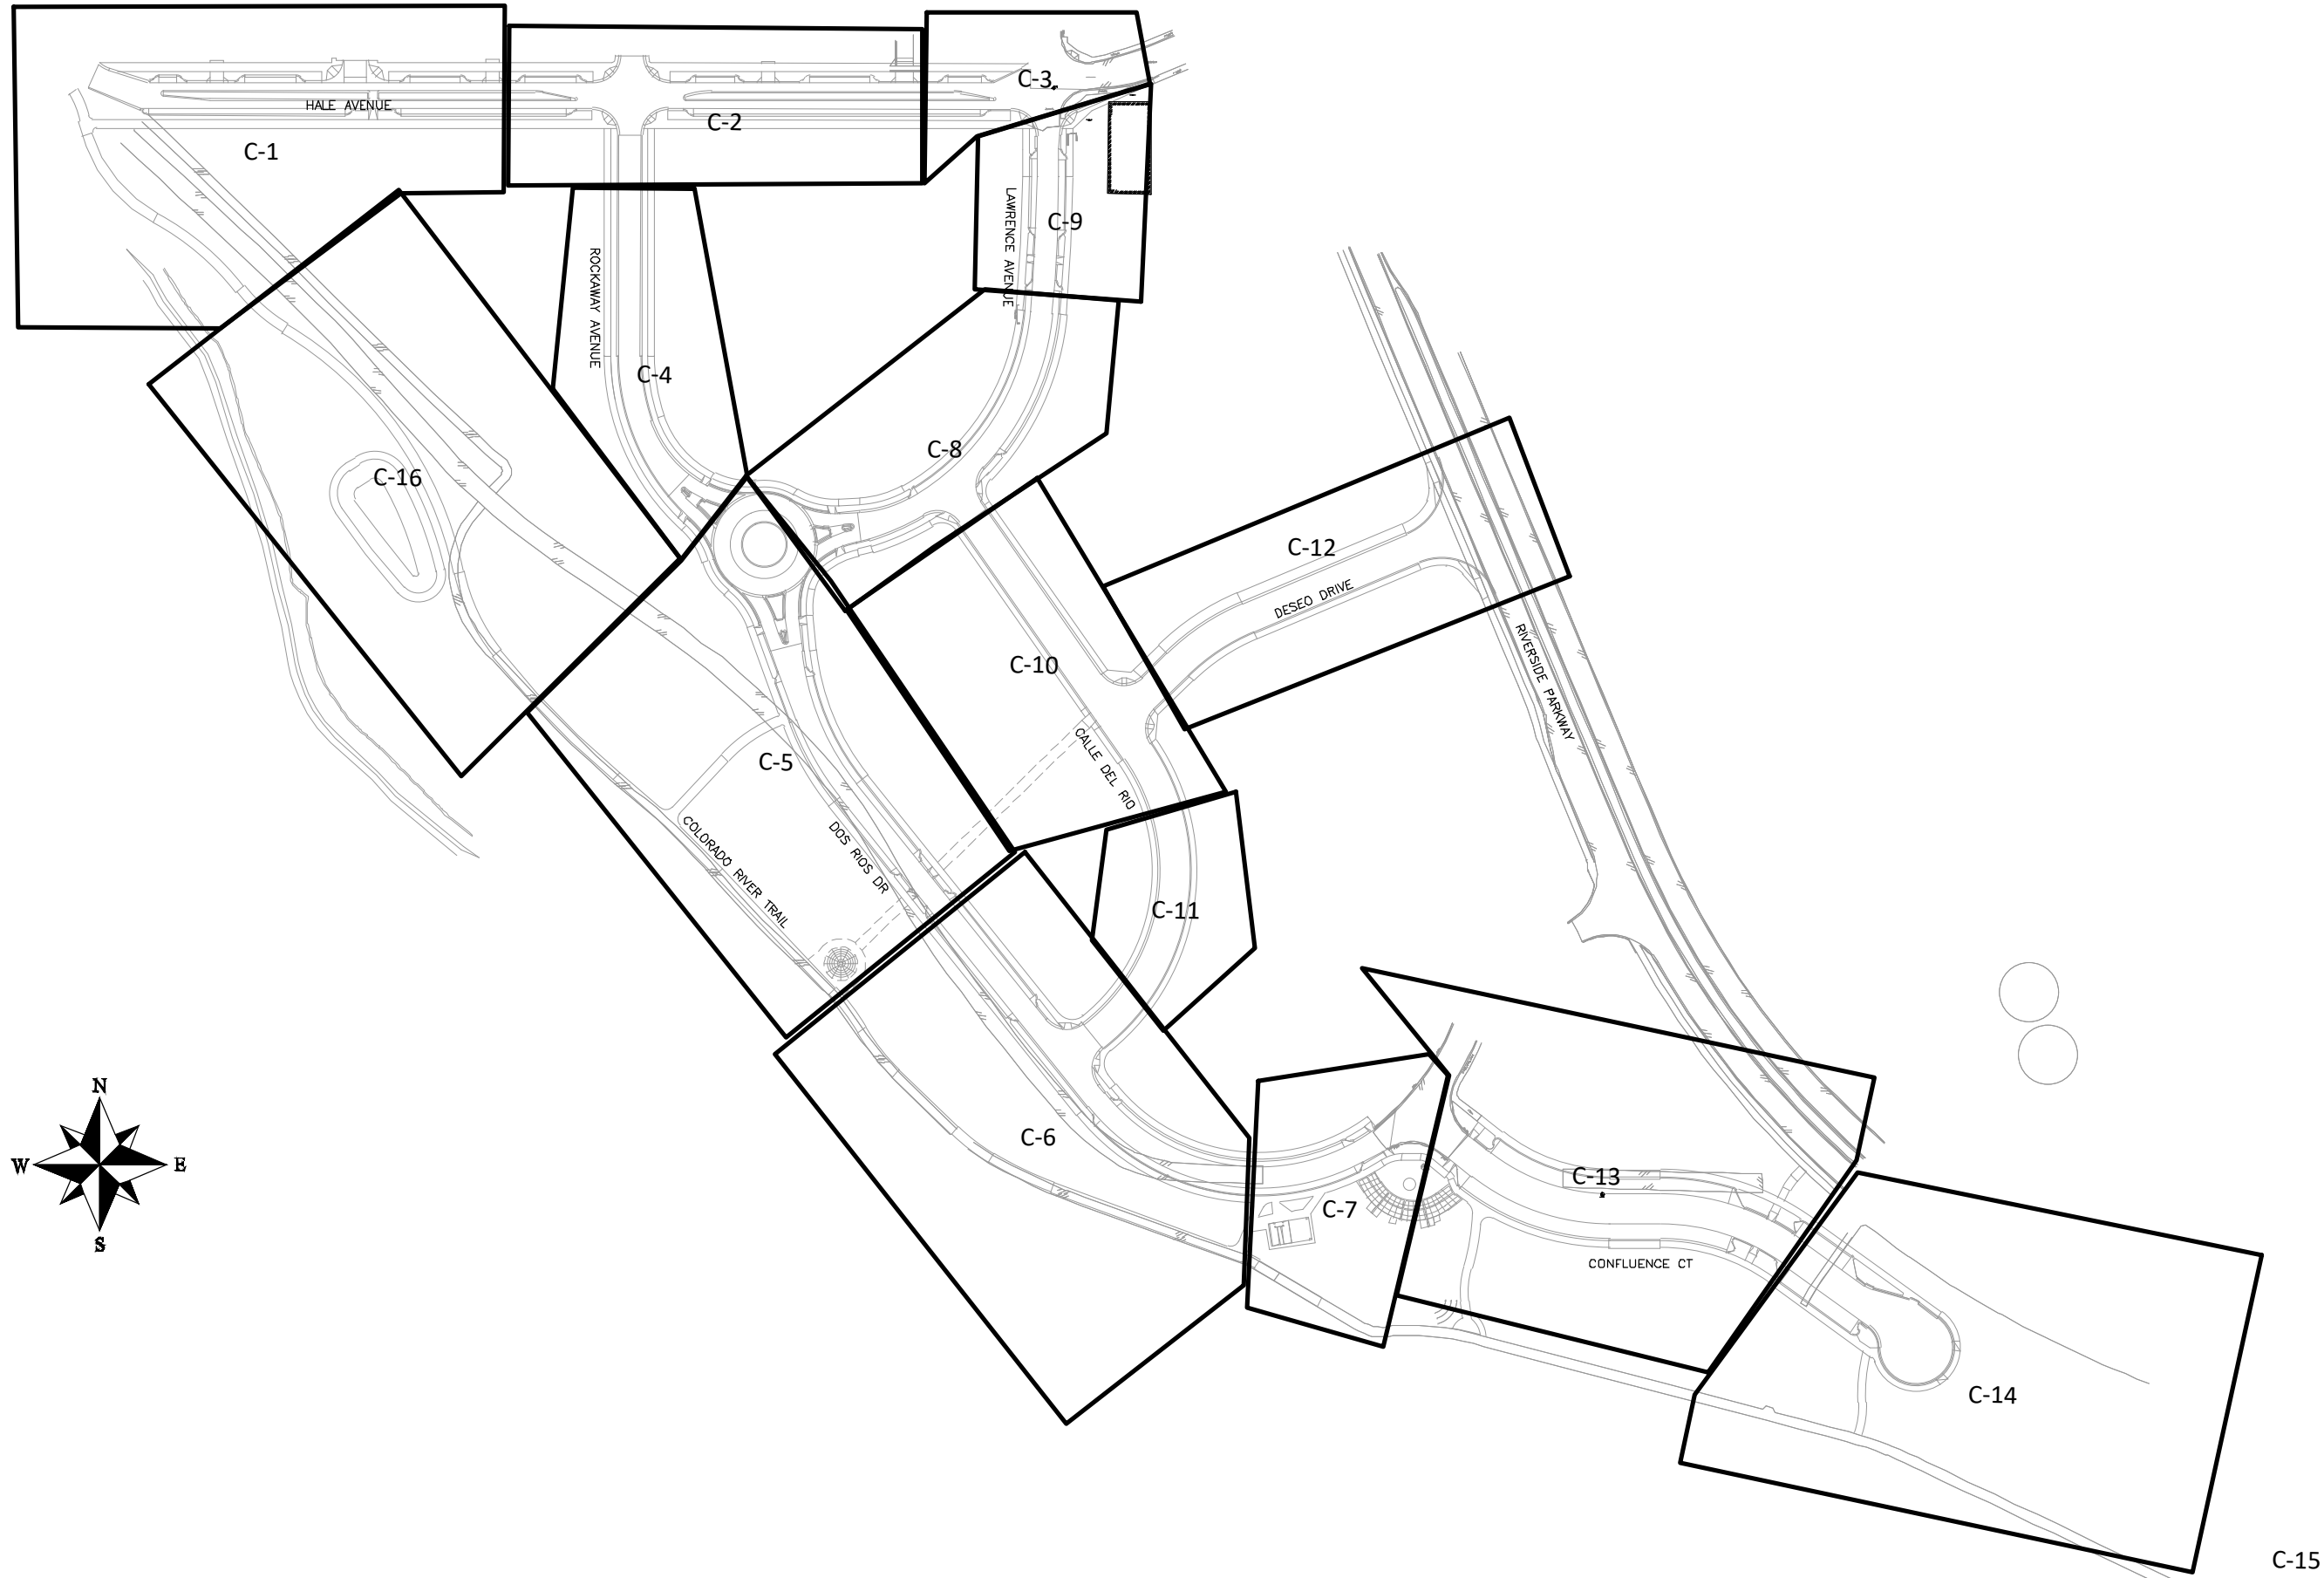 C-3
HALE AVENUE
C-2
C-1
LAWRENCE AVENUE
C-9
ROCKAWAY AVENUE
C-4
C-8
C-16
C-12
DESEO DRIVE
RIVERSIDE PARKWAY
C-10
CALLE DEL RIO
C-5
DOS RIOS DR
COLORADO RIVER TRAIL
C-11
N
W
E
S
C-6
C-13
C-7
CONFLUENCE CT
C-14
C-15